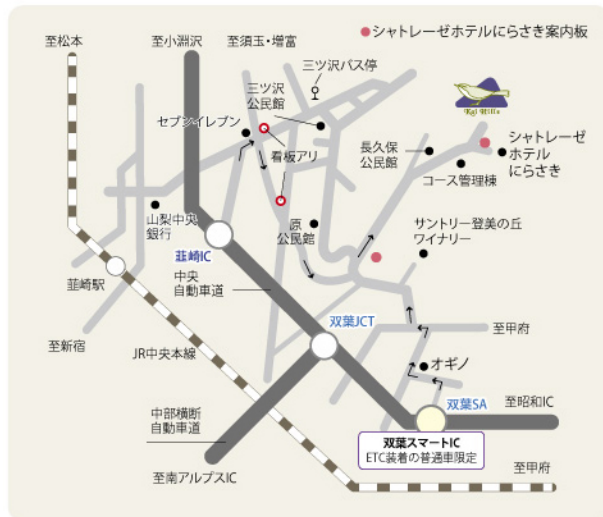 至松本
至小淵沢
至須玉・増富
シャトレーゼホテルにらさき案内板
三ツ沢バス停
三ツ沢
公民館
セブンイレブン
看板アリ
長久保
公民館
Kai Hills
シャトレーゼ
ホテル
にらさき
コース管理棟
山梨中央
銀行
原
公民館
サントリー登美の丘
ワイナリー
韮崎IC
中央
自動車道
韮崎駅
双葉JCT
至甲府
至新宿
JR中央本線
オギノ
双葉SA
至昭和IC
中部横断
自動車道
双葉スマートIC
ETC装着の普通車限定
至南アルプスIC
至甲府